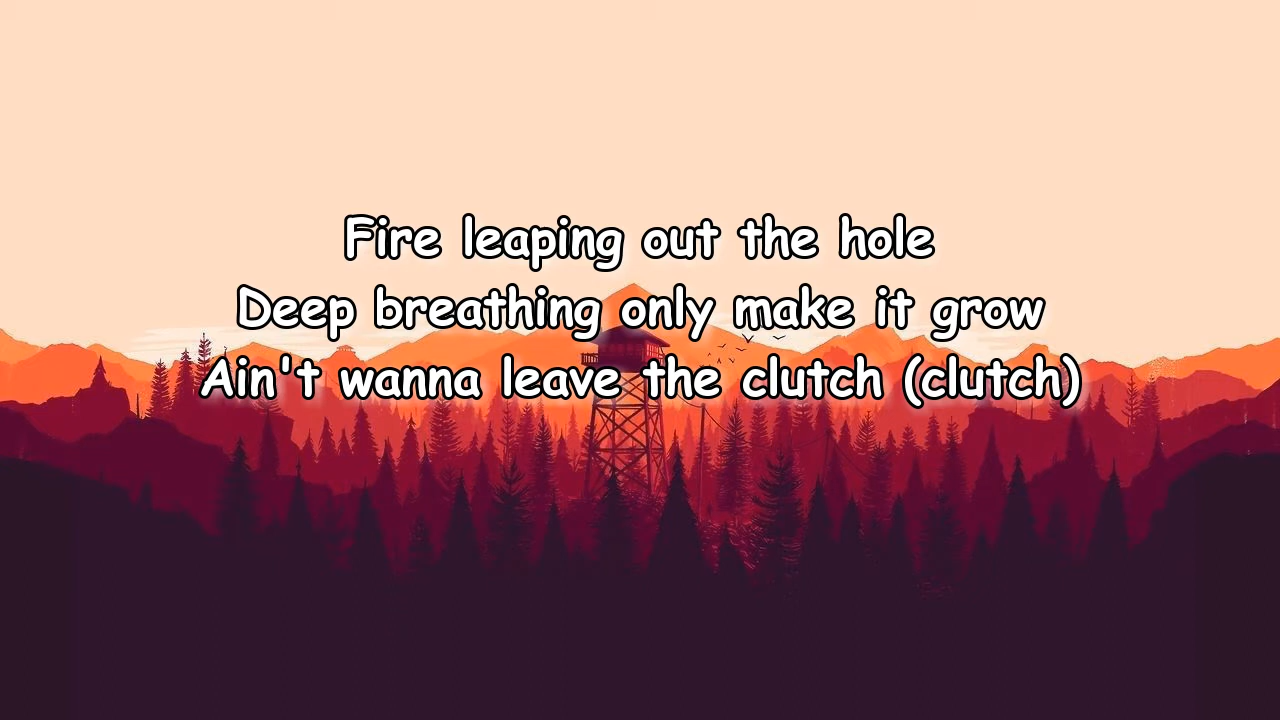 Fire leaping out the hole
Deep breathing only make it grow
Ain't wanna leave the clutch (clutch)